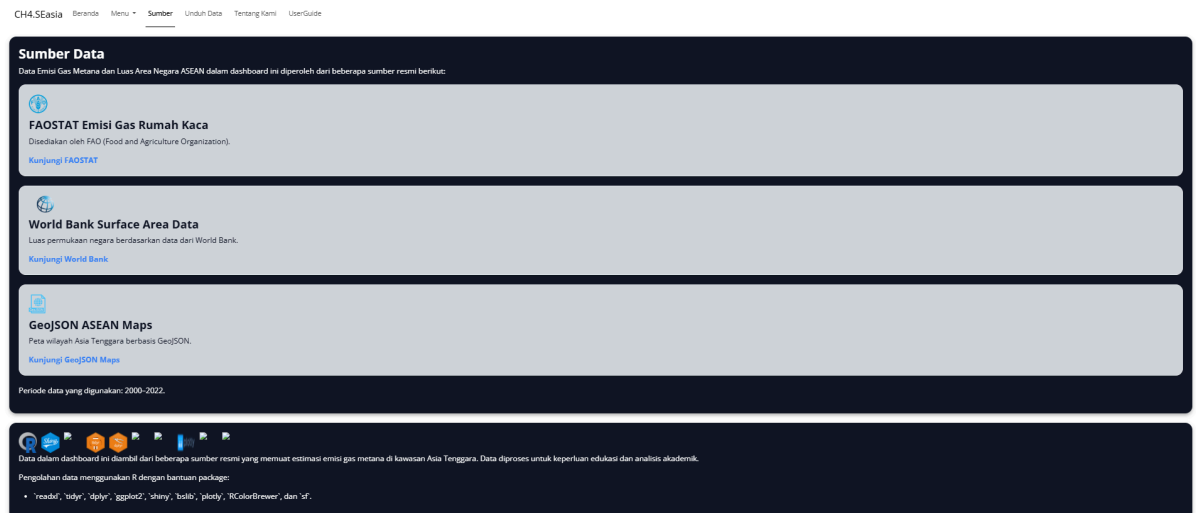 CH4.SEasia Beranda Menu Sumber Unduh Data Tentang Kami UserGuide
Sumber Data
Data Emisi Gas Metana dan Luas Area Negara ASEAN dalam dashboard ini diperoleh dari beberapa sumber resmi berikut:
FAOSTAT Emisi Gas Rumah Kaca
Disediakan oleh FAO (Food and Agriculture Organization).
Kunjungi FAOSTAT
World Bank Surface Area Data
Luas permukaan negara berdasarkan data dari World Bank.
Kunjungi World Bank
GeoJSON ASEAN Maps
Peta wilayah Asia Tenggara berbasis GeoJSON.
Kunjungi GeoJSON Maps
Periode data yang digunakan: 2000–2022.
Data dalam dashboard ini diambil dari beberapa sumber resmi yang memuat estimasi emisi gas metana di kawasan Asia Tenggara. Data diproses untuk keperluan edukasi dan analisis akademik.
Pengolahan data menggunakan R dengan bantuan package:
• `readxl`, `tidyr`, `dplyr`, `ggplot2`, `shiny`, `bslib`, `plotly`, `RColorBrewer`, dan `sf`.